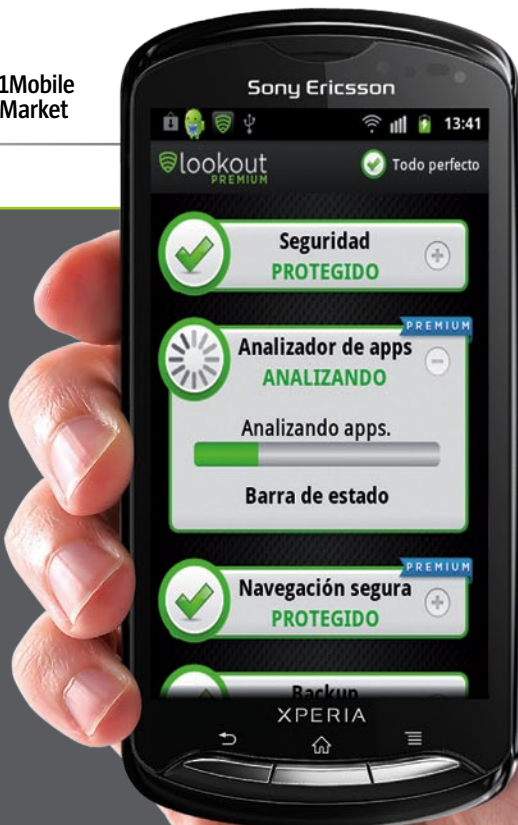 1Mobile
Market
Sony Ericsson
13:41
lookout
PREMIUM
Todo perfecto
Seguridad
PROTEGIDO
PREMIUM
Analizador de apps
ANALIZANDO
Analizando apps.
Barra de estado
PREMIUM
Navegación segura
PROTEGIDO
Backup
XPERIA